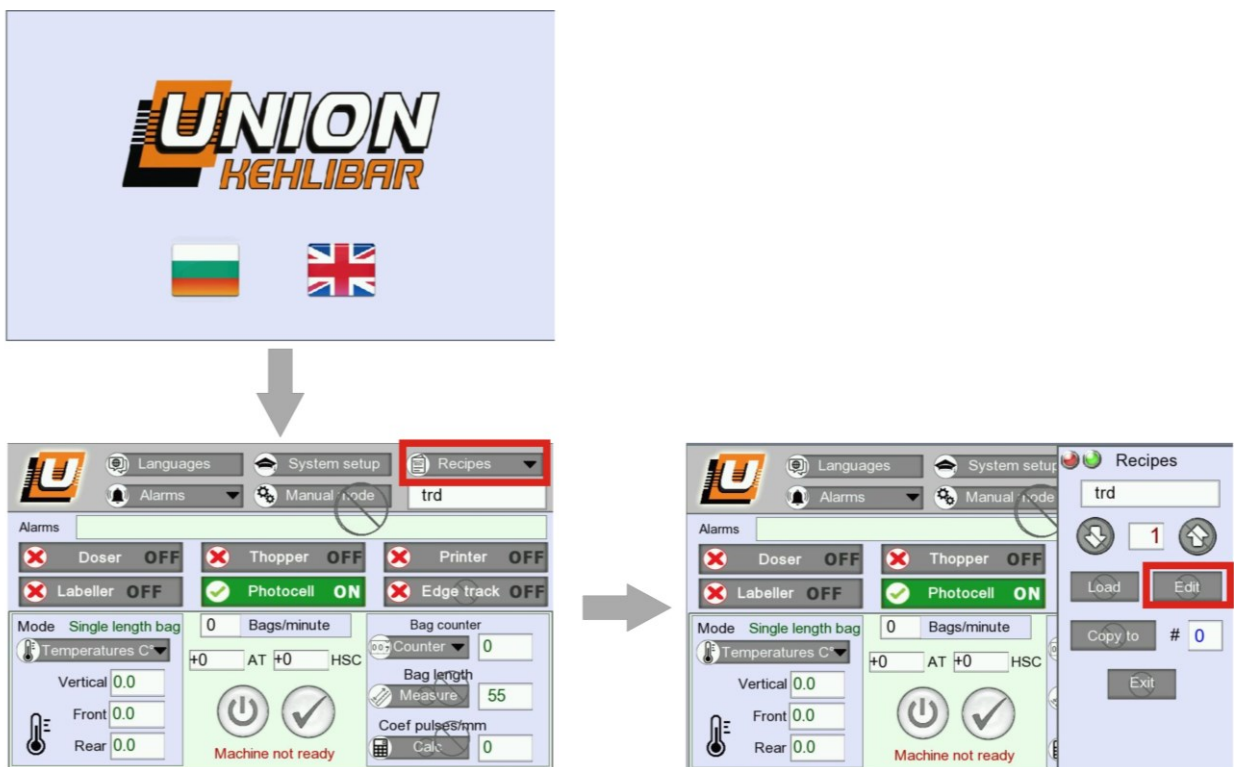 UNION
KEHLIBAR
Languages System setup Recipes
Alarms Manual mode trd
Alarms
Doser OFF Thopper OFF Printer OFF
Labeller OFF Photocell ON Edge track OFF
Mode Single length bag 0 Bags/minute Bag counter
Temperatures C° Counter 0
+0 AT +0 HSC
Bag length
Vertical 0.0 Measure 55
Front 0.0 Coef pulses/mm
Rear 0.0 Calc 0
Machine not ready
Languages System setup Recipes
Alarms Manual mode trd
Alarms 1
Doser OFF Thopper OFF
Labeller OFF Photocell ON Load Edit
Mode Single length bag 0 Bags/minute
Temperatures C° Copy to # 0
+0 AT +0 HSC
Vertical 0.0 Exit
Front 0.0
Rear 0.0
Machine not ready